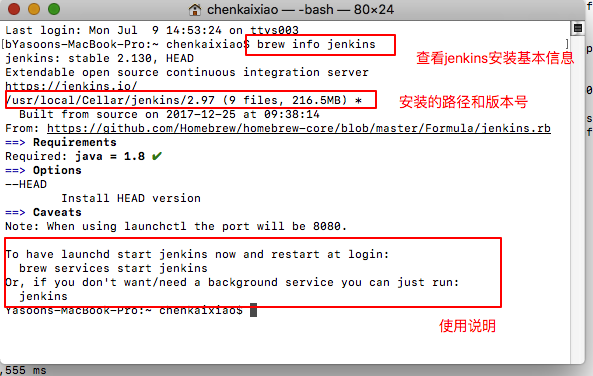 chenkaixiao — -bash — 80×24
Last login: Mon Jul  9 14:53:24 on ttys003
[bYasoons-MacBook-Pro:~ chenkaixiao$ brew info jenkins ]
查看jenkins安装基本信息
jenkins: stable 2.130, HEAD
Extendable open source continuous integration server
https://jenkins.io/
/usr/local/Cellar/jenkins/2.97 (9 files, 216.5MB) *
安装的路径和版本号
Built from source on 2017-12-25 at 09:38:14
From: https://github.com/Homebrew/homebrew-core/blob/master/Formula/jenkins.rb
==> Requirements
Required: java = 1.8 ✔
==> Options
--HEAD
Install HEAD version
==> Caveats
Note: When using launchctl the port will be 8080.
To have launchd start jenkins now and restart at login:
brew services start jenkins
Or, if you don't want/need a background service you can just run:
jenkins
Yasoons-MacBook-Pro:~ chenkaixiao$
使用说明
,555 ms